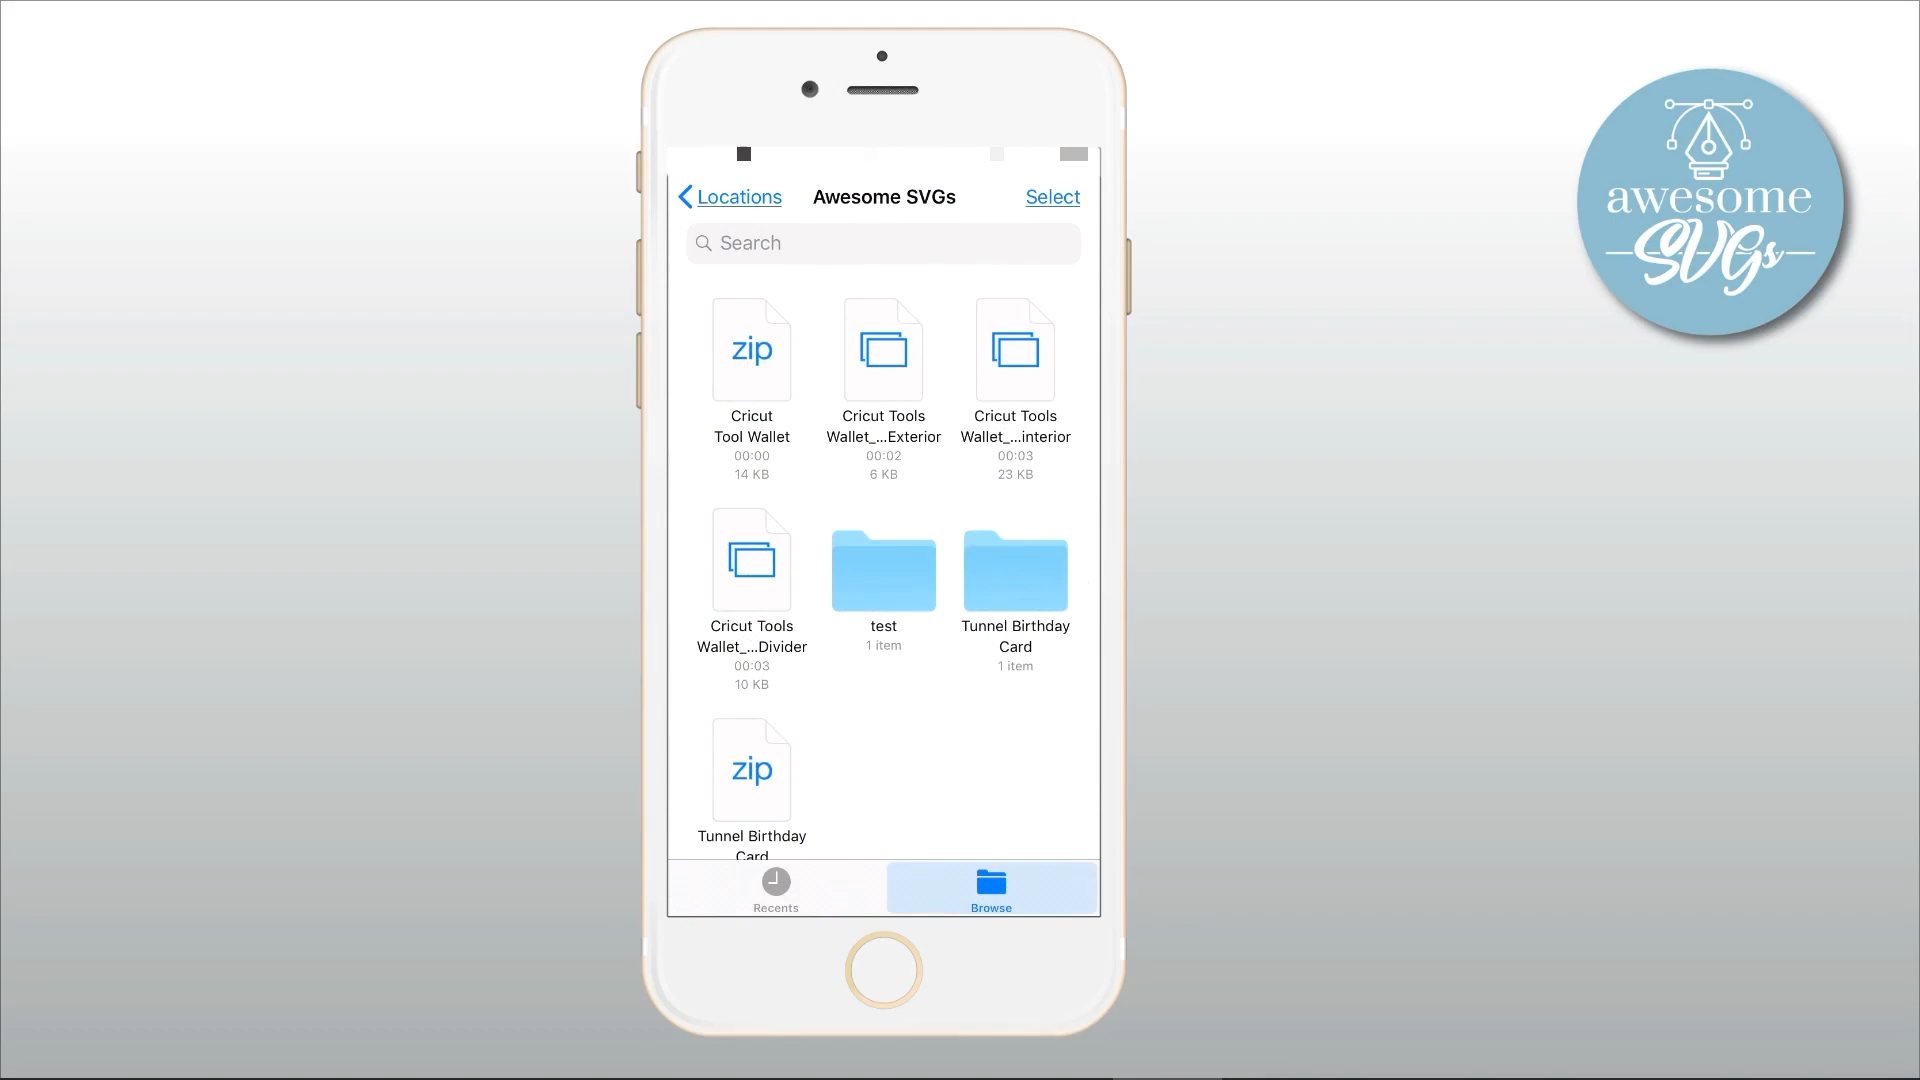 Locations
Awesome SVGs
Select
Search
zip
Cricut
Tool Wallet
00:00
14 KB
Cricut Tools
Wallet_...Exterior
00:02
6 KB
Cricut Tools
Wallet_...interior
00:03
23 KB
Cricut Tools
Wallet_...Divider
00:03
10 KB
test
1 item
Tunnel Birthday
Card
1 item
zip
Tunnel Birthday
Card
Recents
Browse
awesome
SVGs